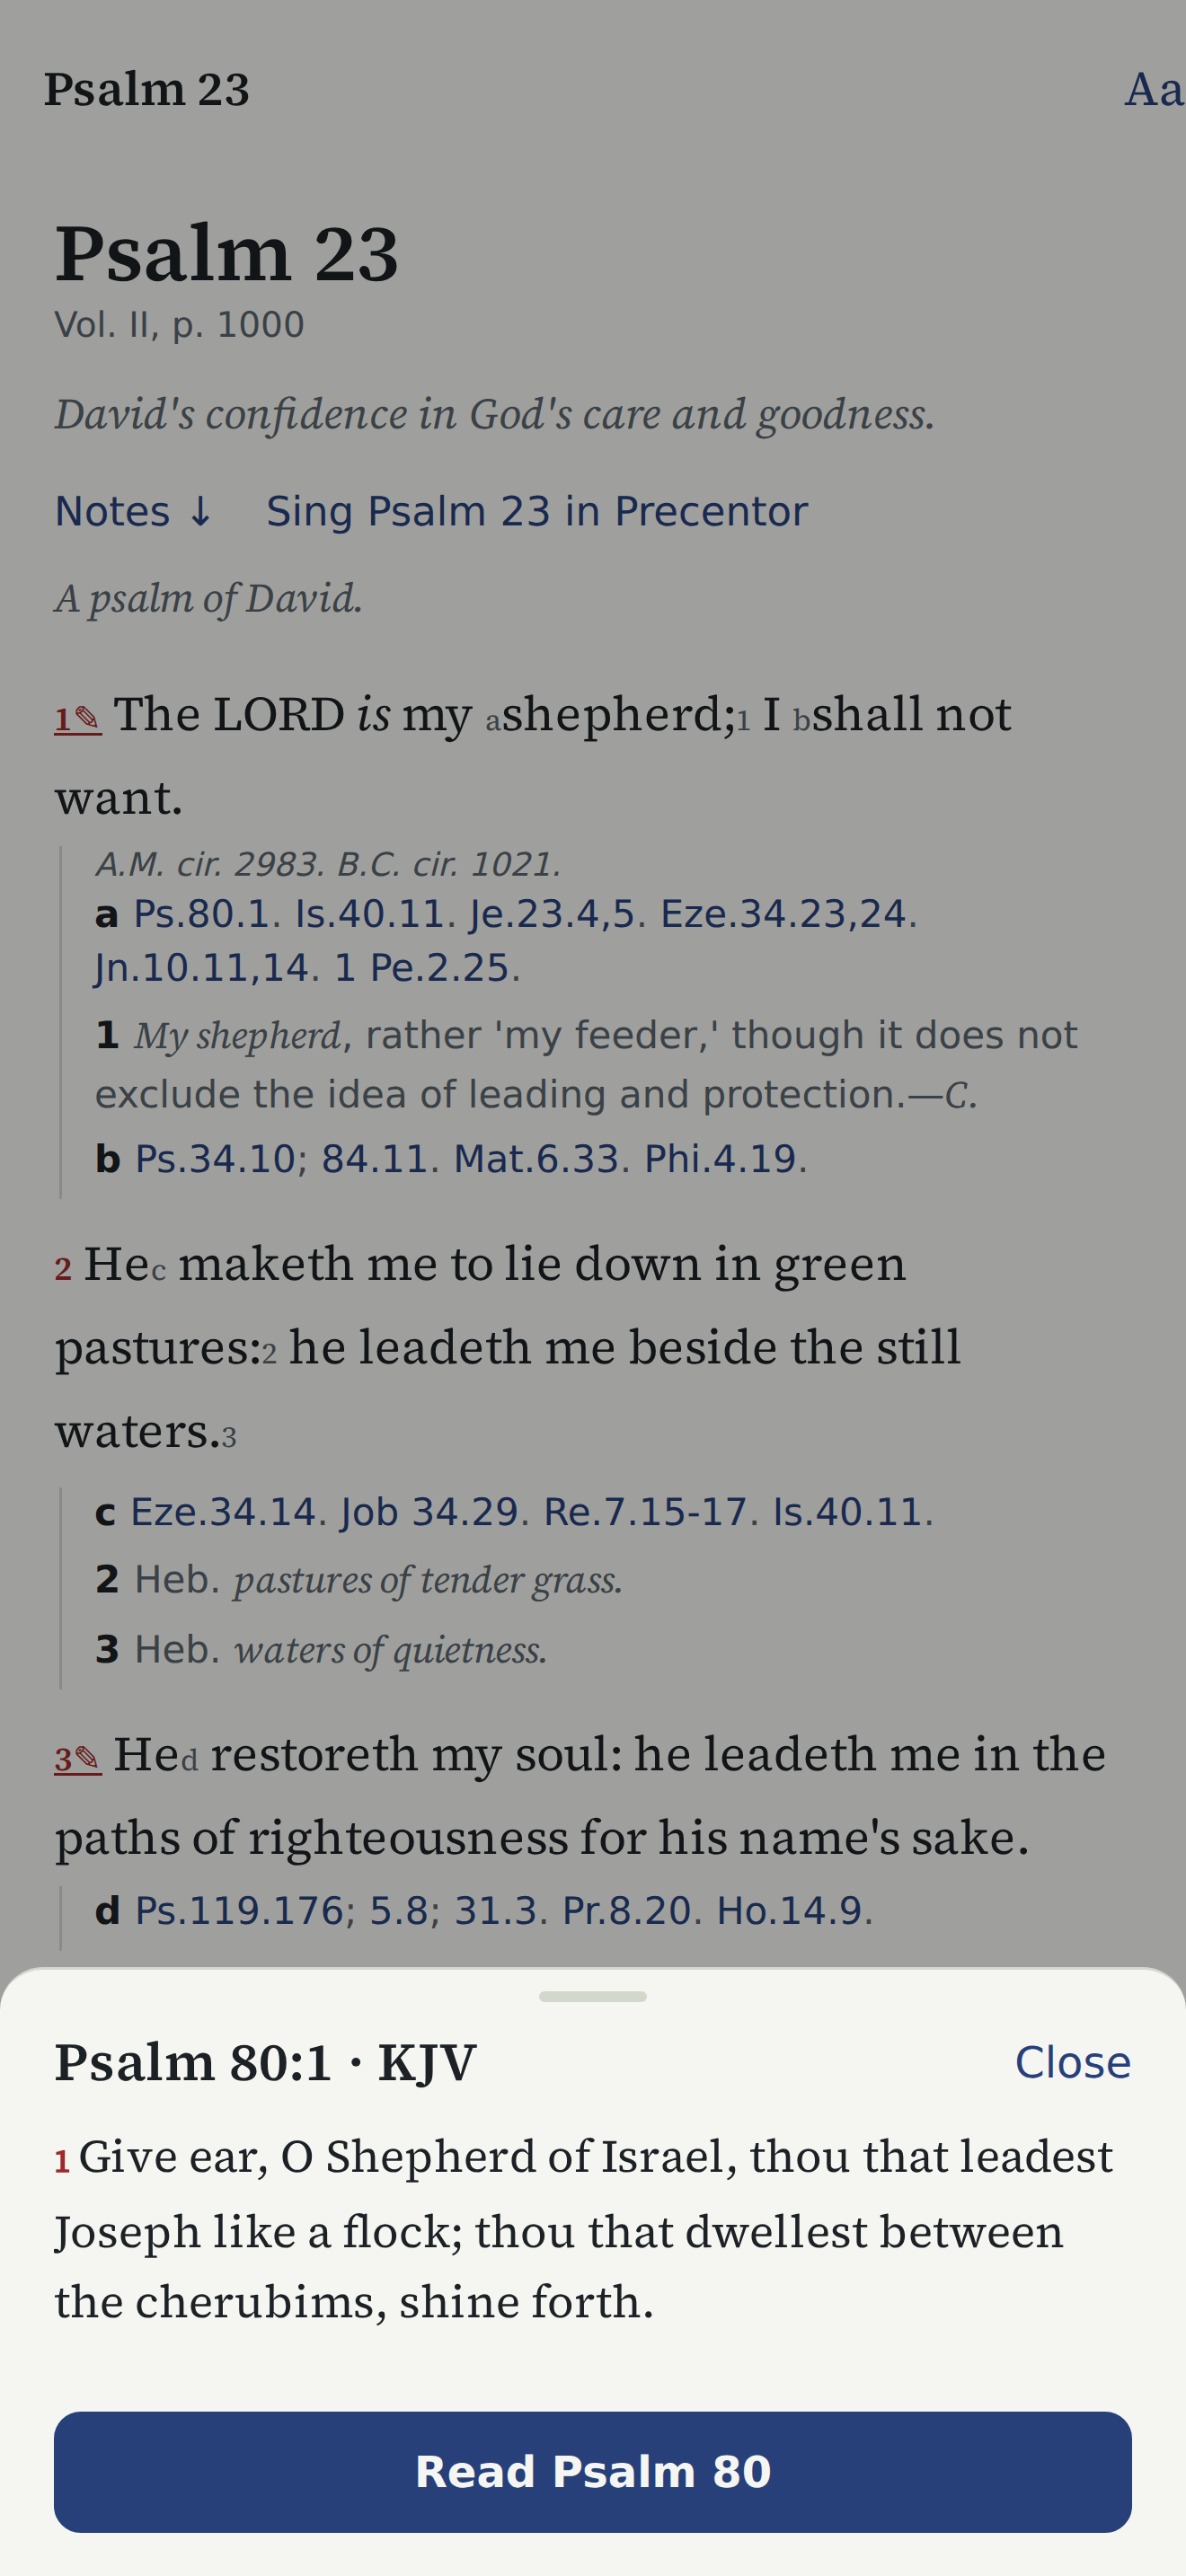 Psalm 23
Aa
Psalm 23
Vol. II, p. 1000
David's confidence in God's care and goodness.
Notes ↓ Sing Psalm 23 in Precentor
A psalm of David.
1✎ The LORD is my ashepherd;1 I bshall not
want.
A.M. cir. 2983. B.C. cir. 1021.
a Ps.80.1. Is.40.11. Je.23.4,5. Eze.34.23,24.
Jn.10.11,14. 1 Pe.2.25.
1 My shepherd, rather 'my feeder,' though it does not
exclude the idea of leading and protection.—C.
b Ps.34.10; 84.11. Mat.6.33. Phi.4.19.
2 Hec maketh me to lie down in green
pastures:2 he leadeth me beside the still
waters.3
c Eze.34.14. Job 34.29. Re.7.15-17. Is.40.11.
2 Heb. pastures of tender grass.
3 Heb. waters of quietness.
3✎ Hed restoreth my soul: he leadeth me in the
paths of righteousness for his name's sake.
d Ps.119.176; 5.8; 31.3. Pr.8.20. Ho.14.9.
Psalm 80:1 · KJV
Close
1 Give ear, O Shepherd of Israel, thou that leadest
Joseph like a flock; thou that dwellest between
the cherubims, shine forth.
Read Psalm 80